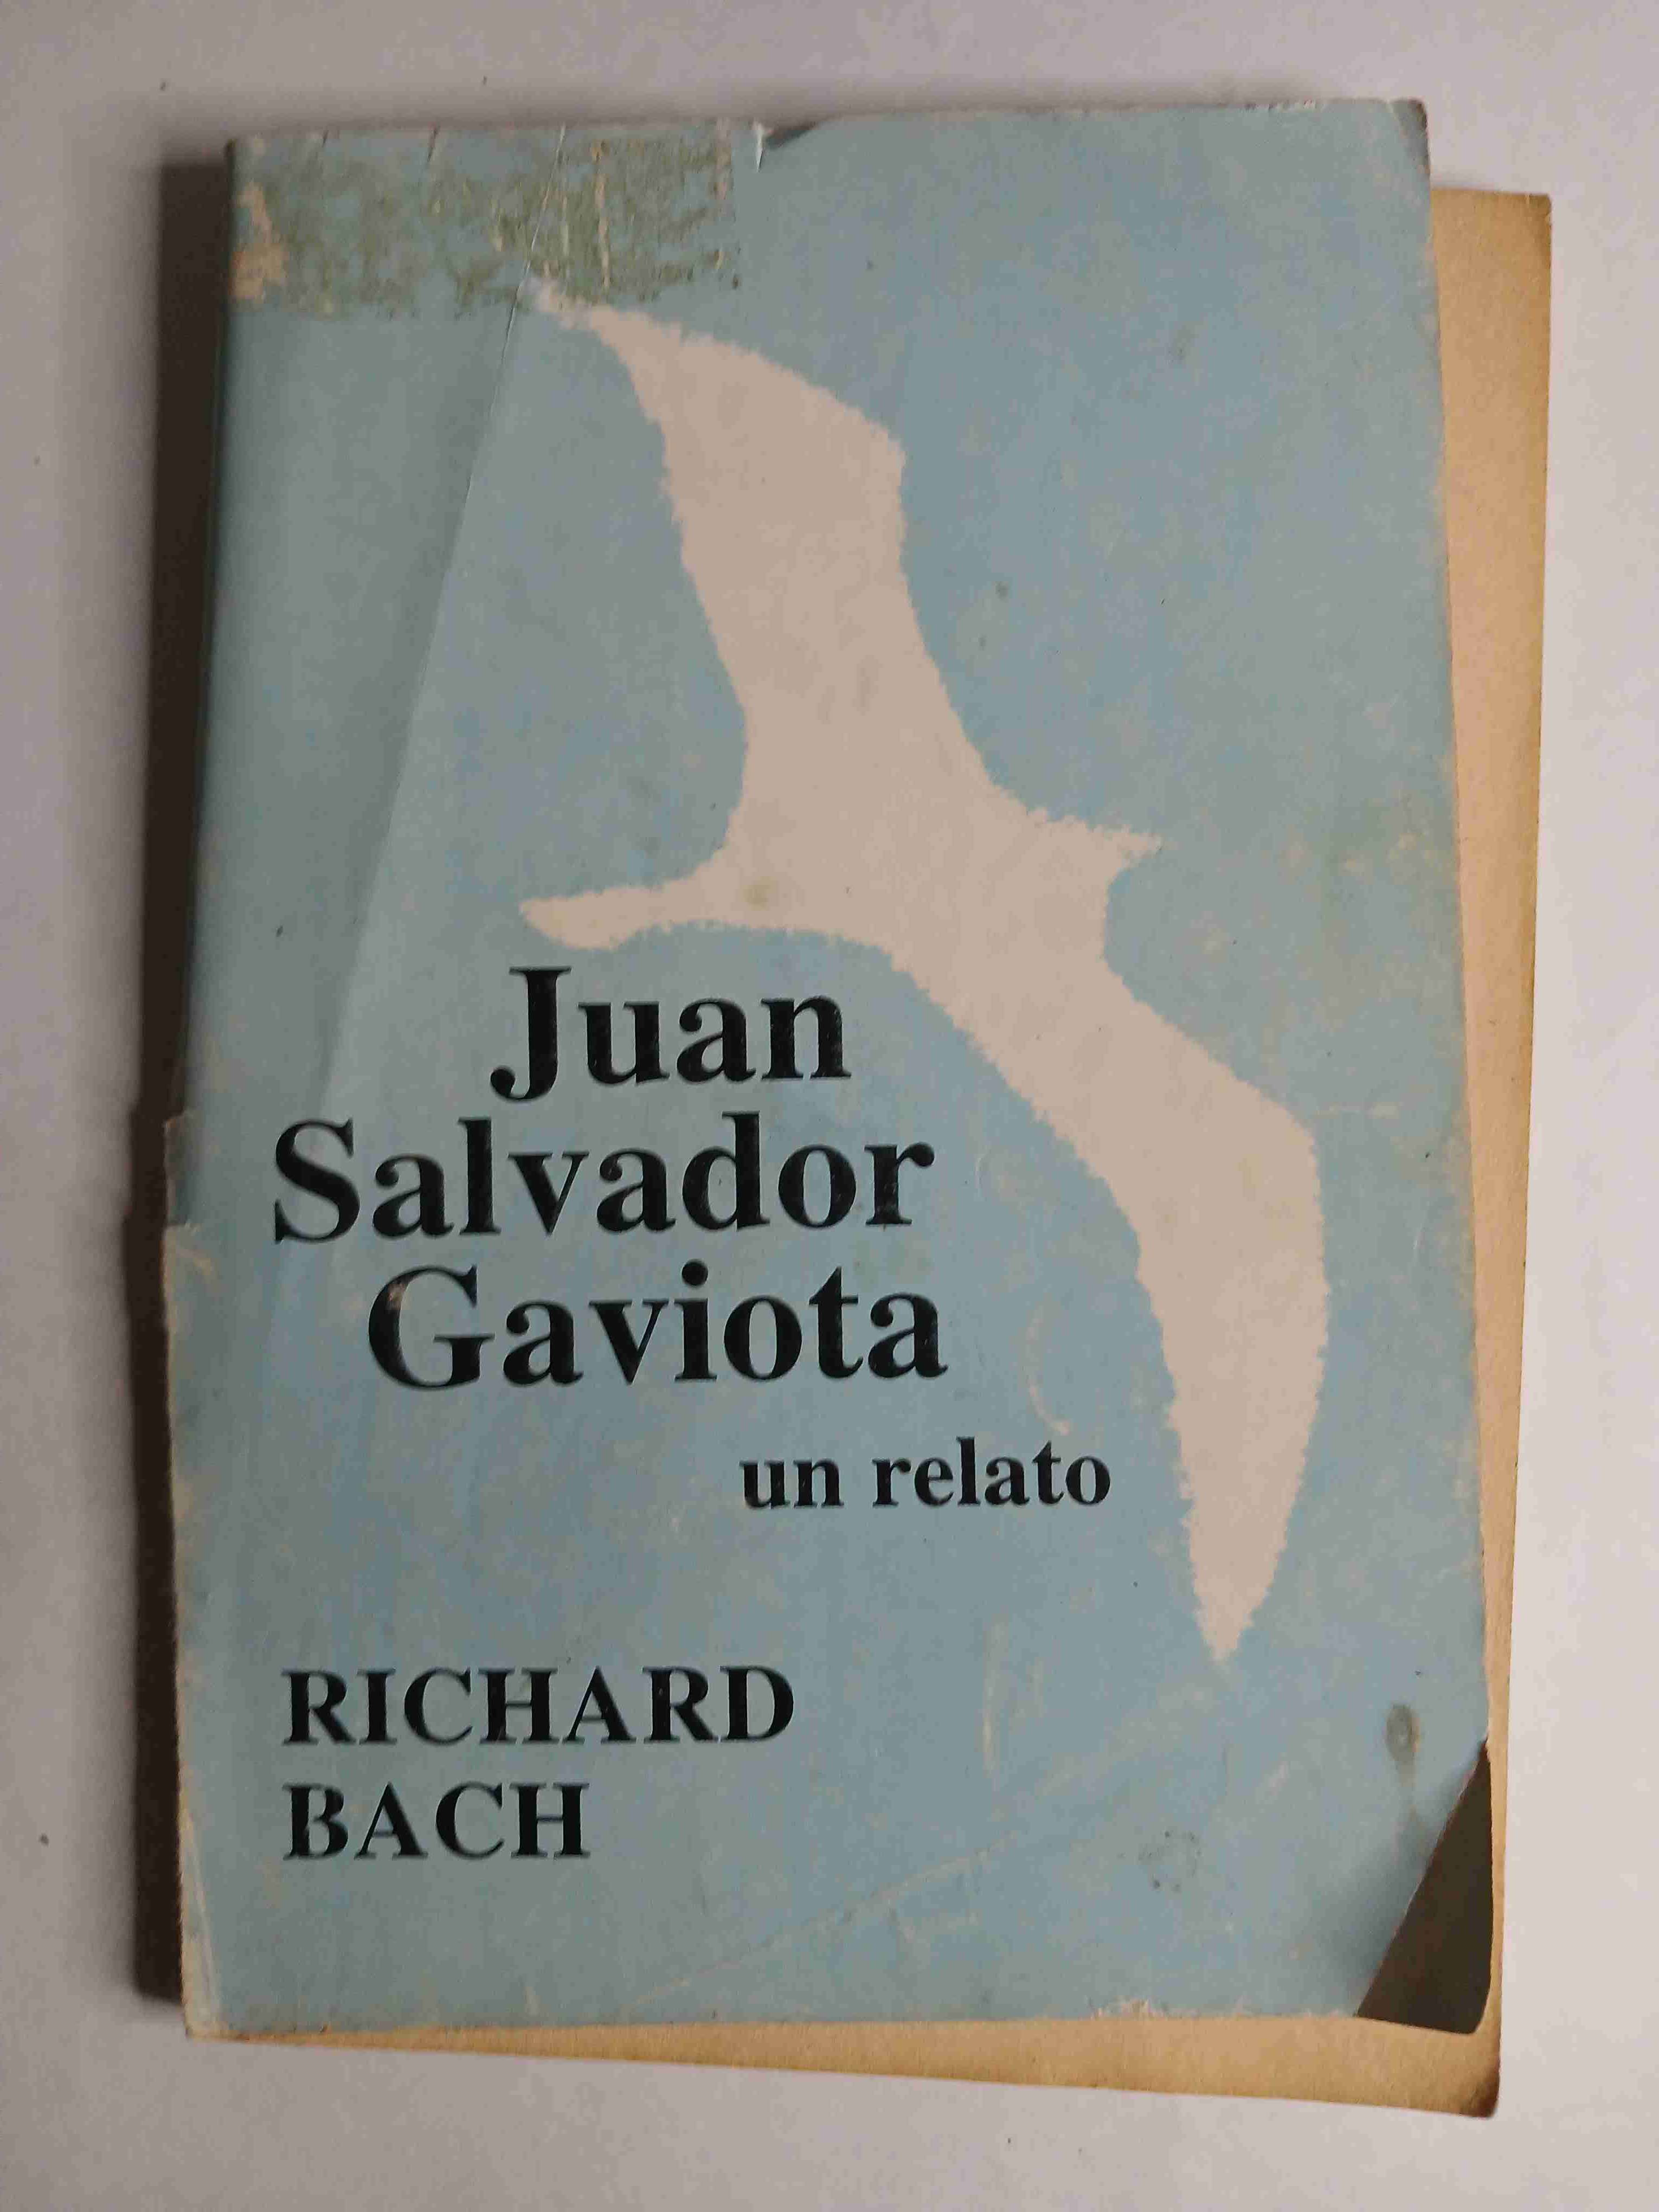 Juan
Salvador
Gaviota
un relato
RICHARD
BACH